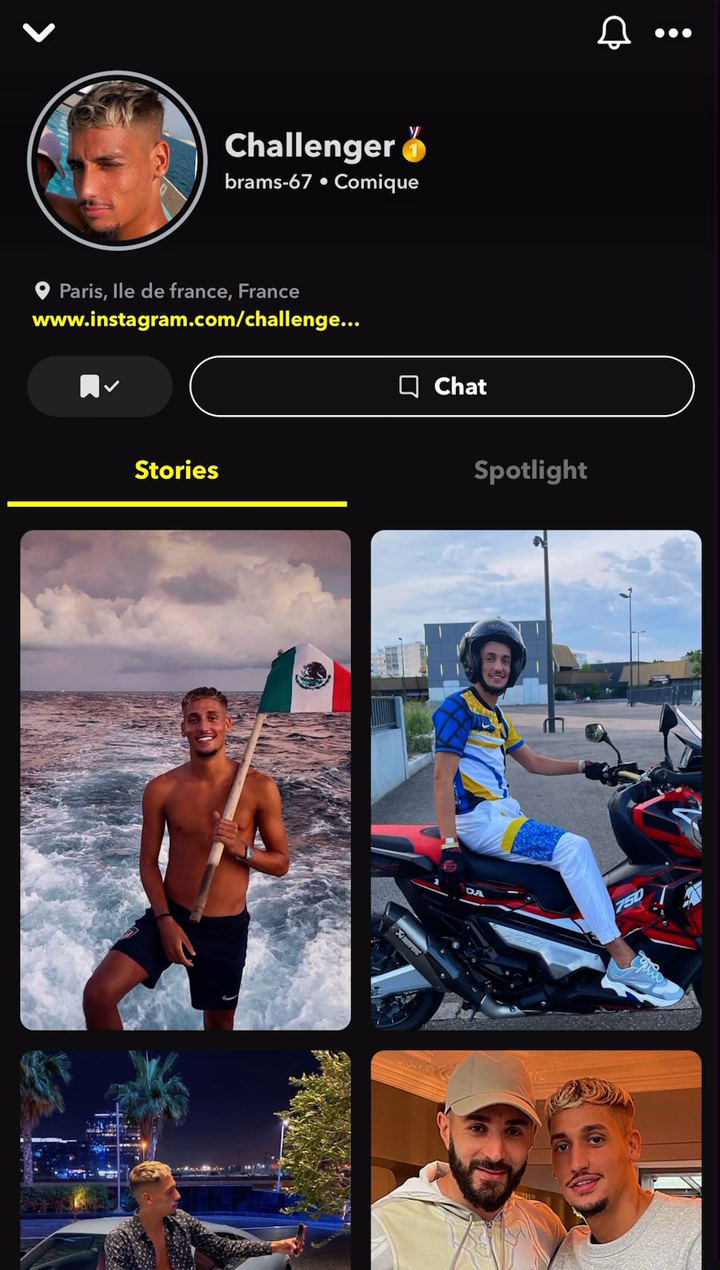 Challenger
brams-67 • Comique
Paris, Ile de france, France
www.instagram.com/challenge...
Chat
Stories
Spotlight
750